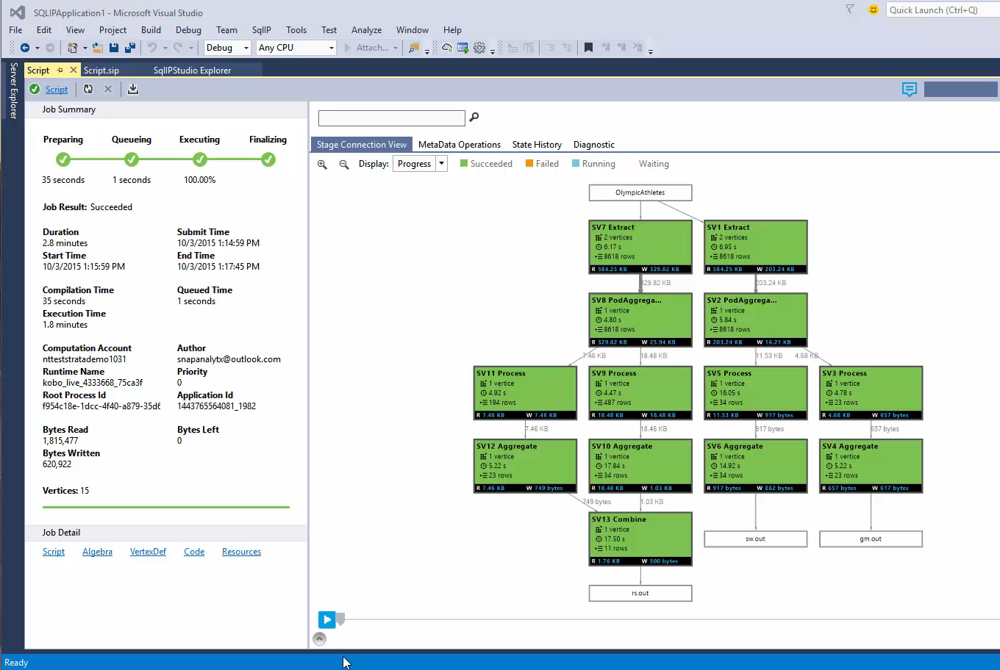 SQLIPApplication1 - Microsoft Visual Studio
Quick Launch (Ctrl+Q)
File Edit View Project Build Debug Team SqlIP Tools Test Analyze Window Help
Debug Any CPU Attach...
Server Explorer
Script Script.sip SqlIPStudio Explorer
Script
Job Summary
Preparing Queueing Executing Finalizing
35 seconds 1 seconds 100.00%
Job Result: Succeeded
Duration Submit Time
2.8 minutes 10/3/2015 1:14:59 PM
Start Time End Time
10/3/2015 1:15:59 PM 10/3/2015 1:17:45 PM
Compilation Time Queued Time
35 seconds 1 seconds
Execution Time
1.8 minutes
Computation Account Author
ntteststratademo1031 snapanalytx@outlook.com
Runtime Name Priority
kobo_live_4333668_75ca3f 0
Root Process Id Application Id
f954c18e-1dcc-4f40-a879-35d6 1443765564081_1982
Bytes Read Bytes Left
1,815,477 0
Bytes Written
620,922
Vertices: 15
Job Detail
Script Algebra VertexDef Code Resources
Stage Connection View MetaData Operations State History Diagnostic
Display: Progress Succeeded Failed Running Waiting
OlympicAthletes
SV7 Extract
2 vertices
6.17 s
8618 rows
R 584.25 KB W 329.82 KB
SV1 Extract
2 vertices
6.95 s
8618 rows
R 584.25 KB W 203.24 KB
329.82 KB 203.24 KB
SV8 PodAggrega...
1 vertice
4.80 s
8618 rows
R 329.82 KB W 25.94 KB
SV2 PodAggrega...
1 vertice
5.84 s
8618 rows
R 203.24 KB W 16.21 KB
7.46 KB 18.48 KB 11.53 KB 4.68 KB
SV11 Process
1 vertice
4.92 s
194 rows
R 7.46 KB W 7.46 KB
SV9 Process
1 vertice
4.47 s
487 rows
R 18.48 KB W 18.48 KB
SV5 Process
1 vertice
16.05 s
34 rows
R 11.53 KB W 917 bytes
SV3 Process
1 vertice
4.78 s
23 rows
R 4.68 KB W 657 bytes
7.46 KB 18.48 KB 917 bytes 657 bytes
SV12 Aggregate
1 vertice
5.22 s
23 rows
R 7.46 KB W 749 bytes
SV10 Aggregate
1 vertice
17.84 s
34 rows
R 18.48 KB W 1.03 KB
SV6 Aggregate
1 vertice
14.92 s
34 rows
R 917 bytes W 862 bytes
SV4 Aggregate
1 vertice
5.22 s
23 rows
R 657 bytes W 617 bytes
749 bytes 1.03 KB
SV13 Combine
1 vertice
17.50 s
11 rows
R 1.76 KB W 500 bytes
sw.out
gm.out
rs.out
Ready